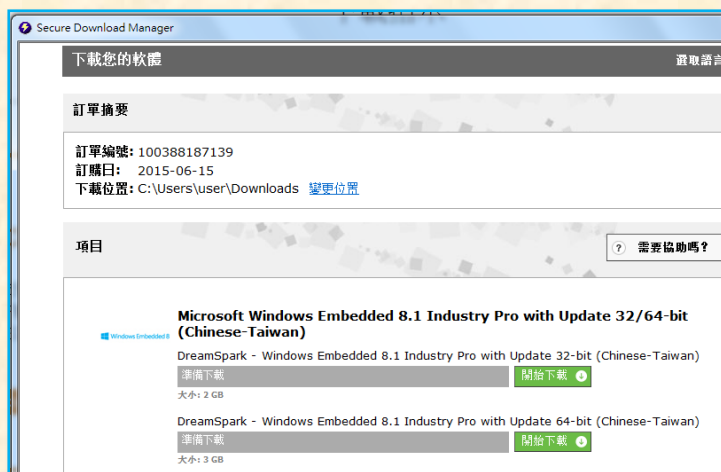 Secure Download Manager
下載您的軟體
選取語言
訂單摘要
訂單編號: 100388187139
訂購日: 2015-06-15
下載位置: C:\Users\user\Downloads 變更位置
項目
? 需要協助嗎?
Microsoft Windows Embedded 8.1 Industry Pro with Update 32/64-bit
(Chinese-Taiwan)
Windows Embedded 8
DreamSpark - Windows Embedded 8.1 Industry Pro with Update 32-bit (Chinese-Taiwan)
準備下載
開始下載
大小: 2 GB
DreamSpark - Windows Embedded 8.1 Industry Pro with Update 64-bit (Chinese-Taiwan)
準備下載
開始下載
大小: 3 GB